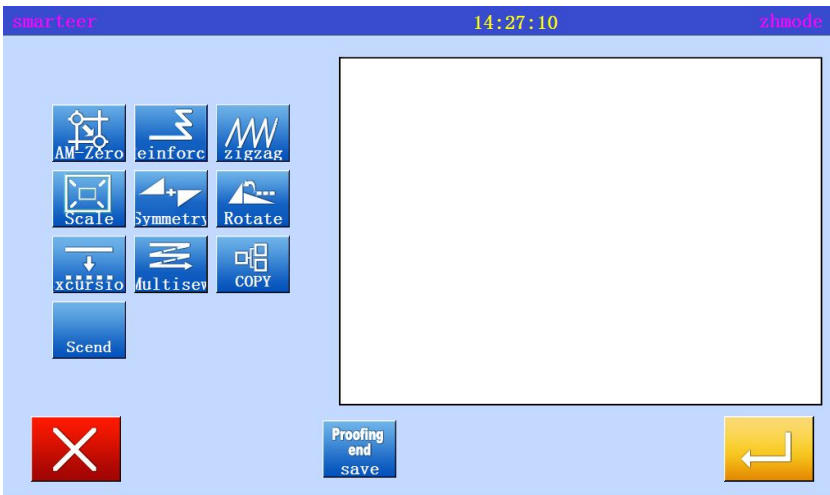 smarteer 14:27:10 zhmode
AM-Zero einforc zigzag
Scale Symmetry Rotate
xcursio Multisew COPY
Scend
Proofing
end
save